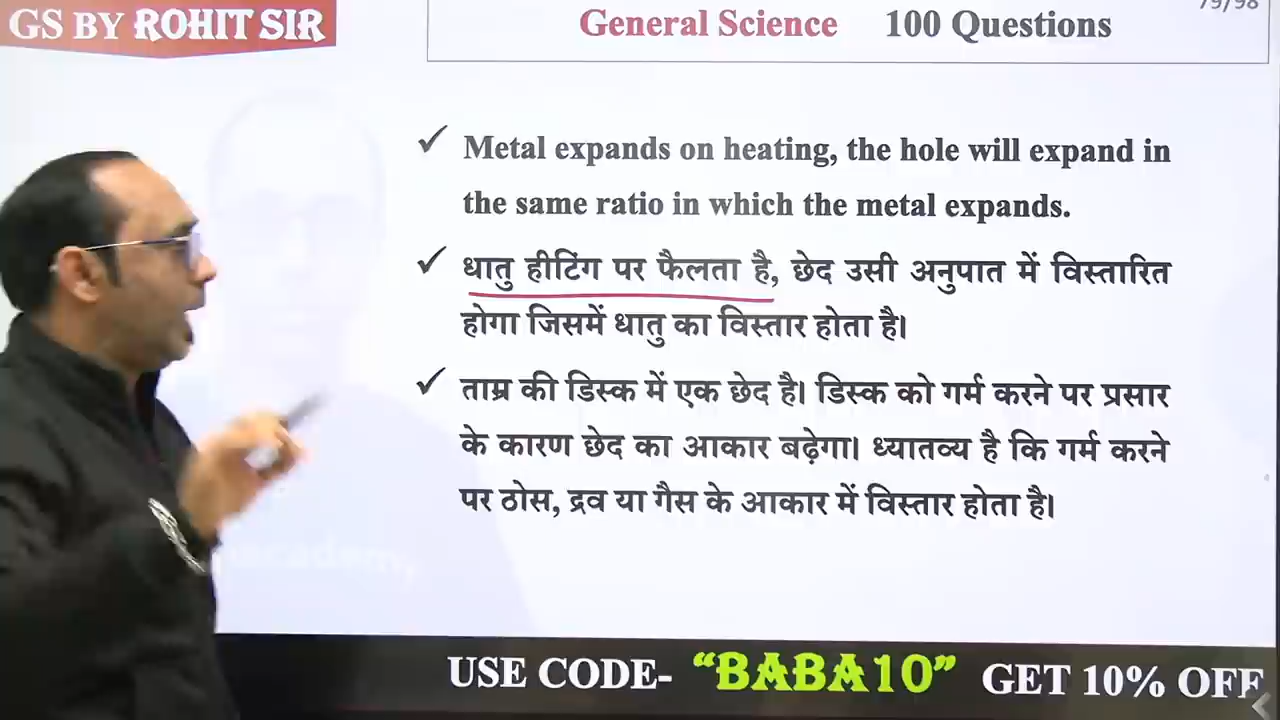 GS BY ROHIT SIR
General Science 100 Questions
79/98
✓ Metal expands on heating, the hole will expand in
the same ratio in which the metal expands.
✓ धातु हीटिंग पर फैलता है, छेद उसी अनुपात में विस्तारित
होगा जिसमें धातु का विस्तार होता है।
✓ ताम्र की डिस्क में एक छेद है। डिस्क को गर्म करने पर प्रसार
के कारण छेद का आकार बढ़ेगा। ध्यातव्य है कि गर्म करने
पर ठोस, द्रव या गैस के आकार में विस्तार होता है।
USE CODE- “BABA10” GET 10% OFF